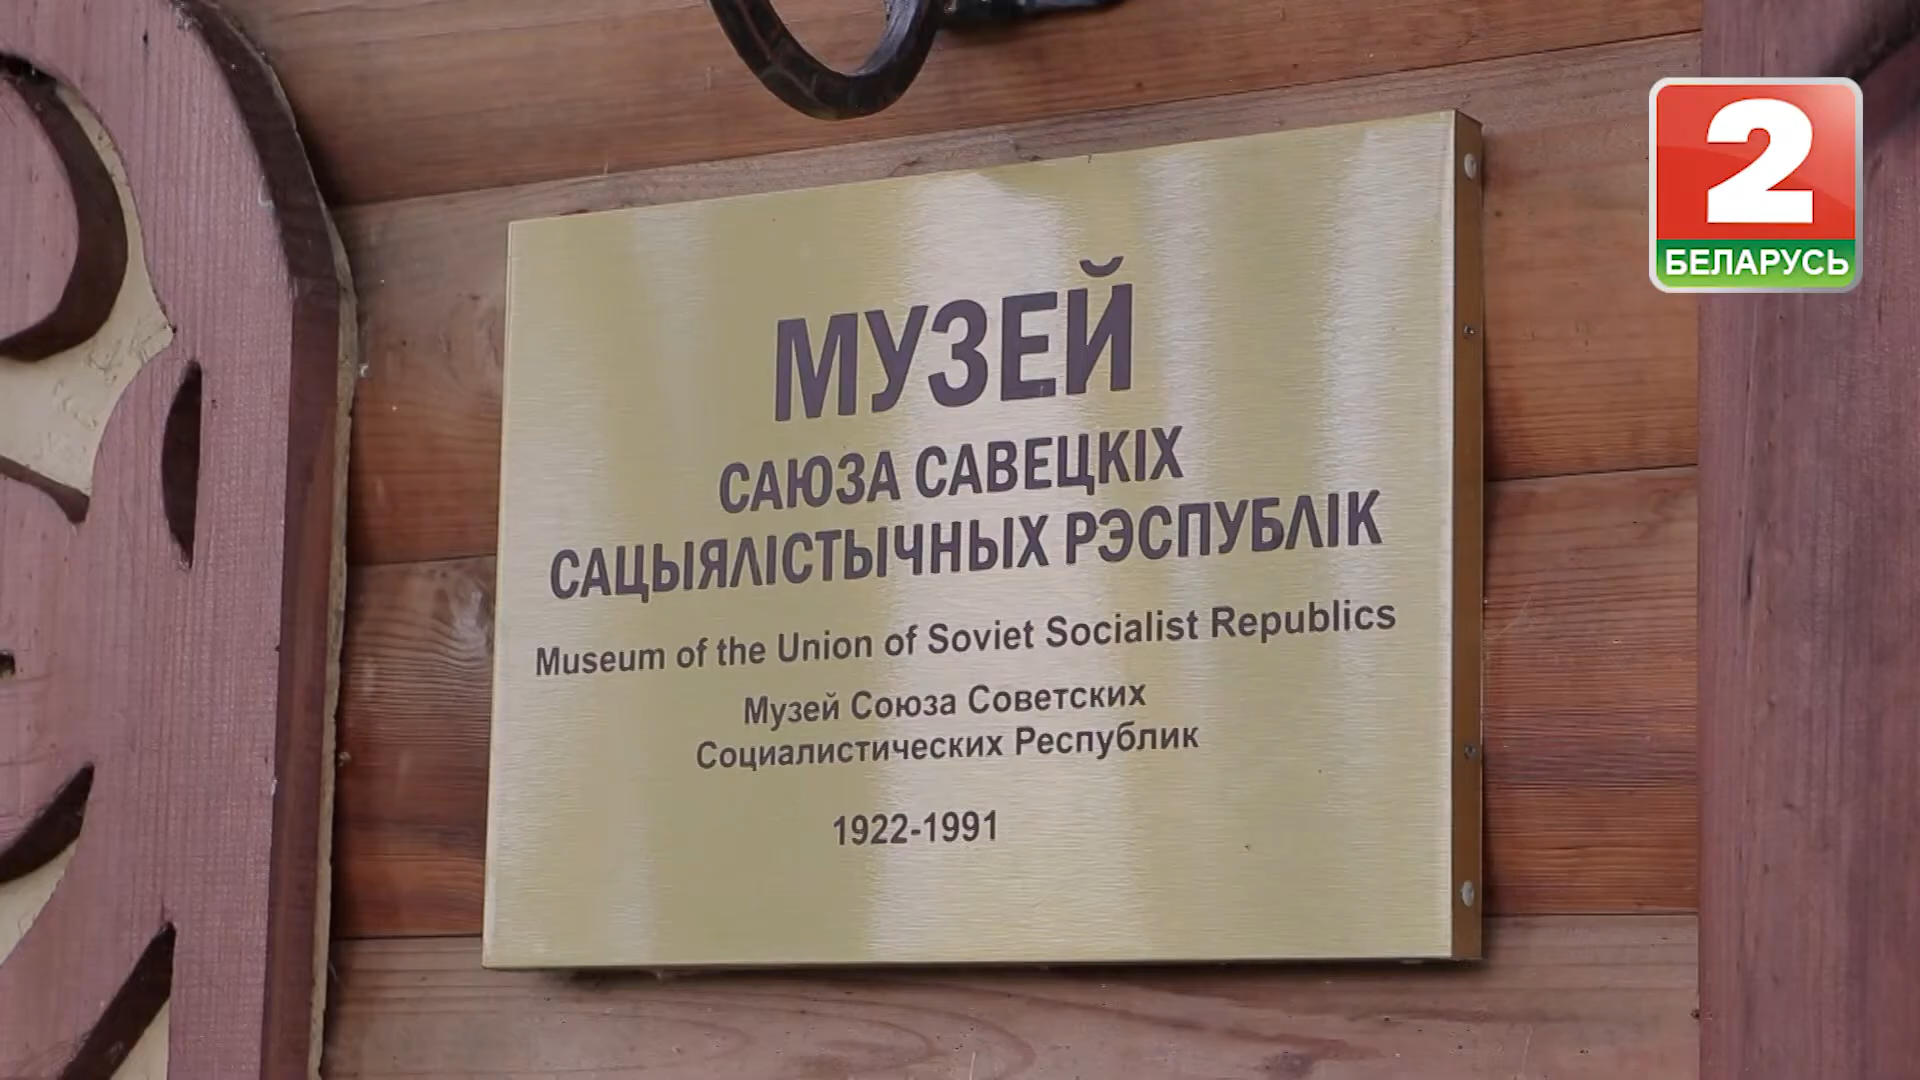 2
БЕЛАРУСЬ
МУЗЕЙ
САЮЗА САВЕЦКІХ
САЦЫЯЛІСТЫЧНЫХ РЭСПУБЛІК
Museum of the Union of Soviet Socialist Republics
Музей Союза Советских
Социалистических Республик
1922-1991